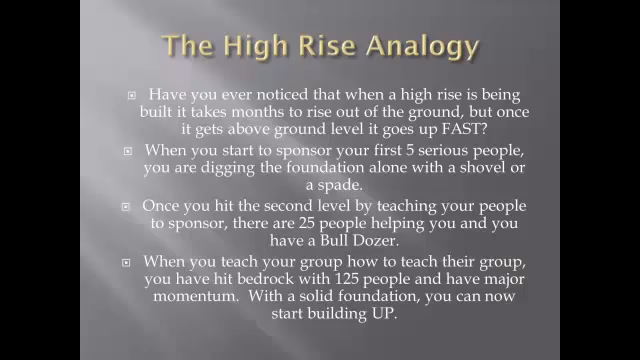 The High Rise Analogy
Have you ever noticed that when a high rise is being
built it takes months to rise out of the ground, but once
it gets above ground level it goes up FAST?
When you start to sponsor your first 5 serious people,
you are digging the foundation alone with a shovel or
a spade.
Once you hit the second level by teaching your people
to sponsor, there are 25 people helping you and you
have a Bull Dozer.
When you teach your group how to teach their group,
you have hit bedrock with 125 people and have major
momentum. With a solid foundation, you can now
start building UP.